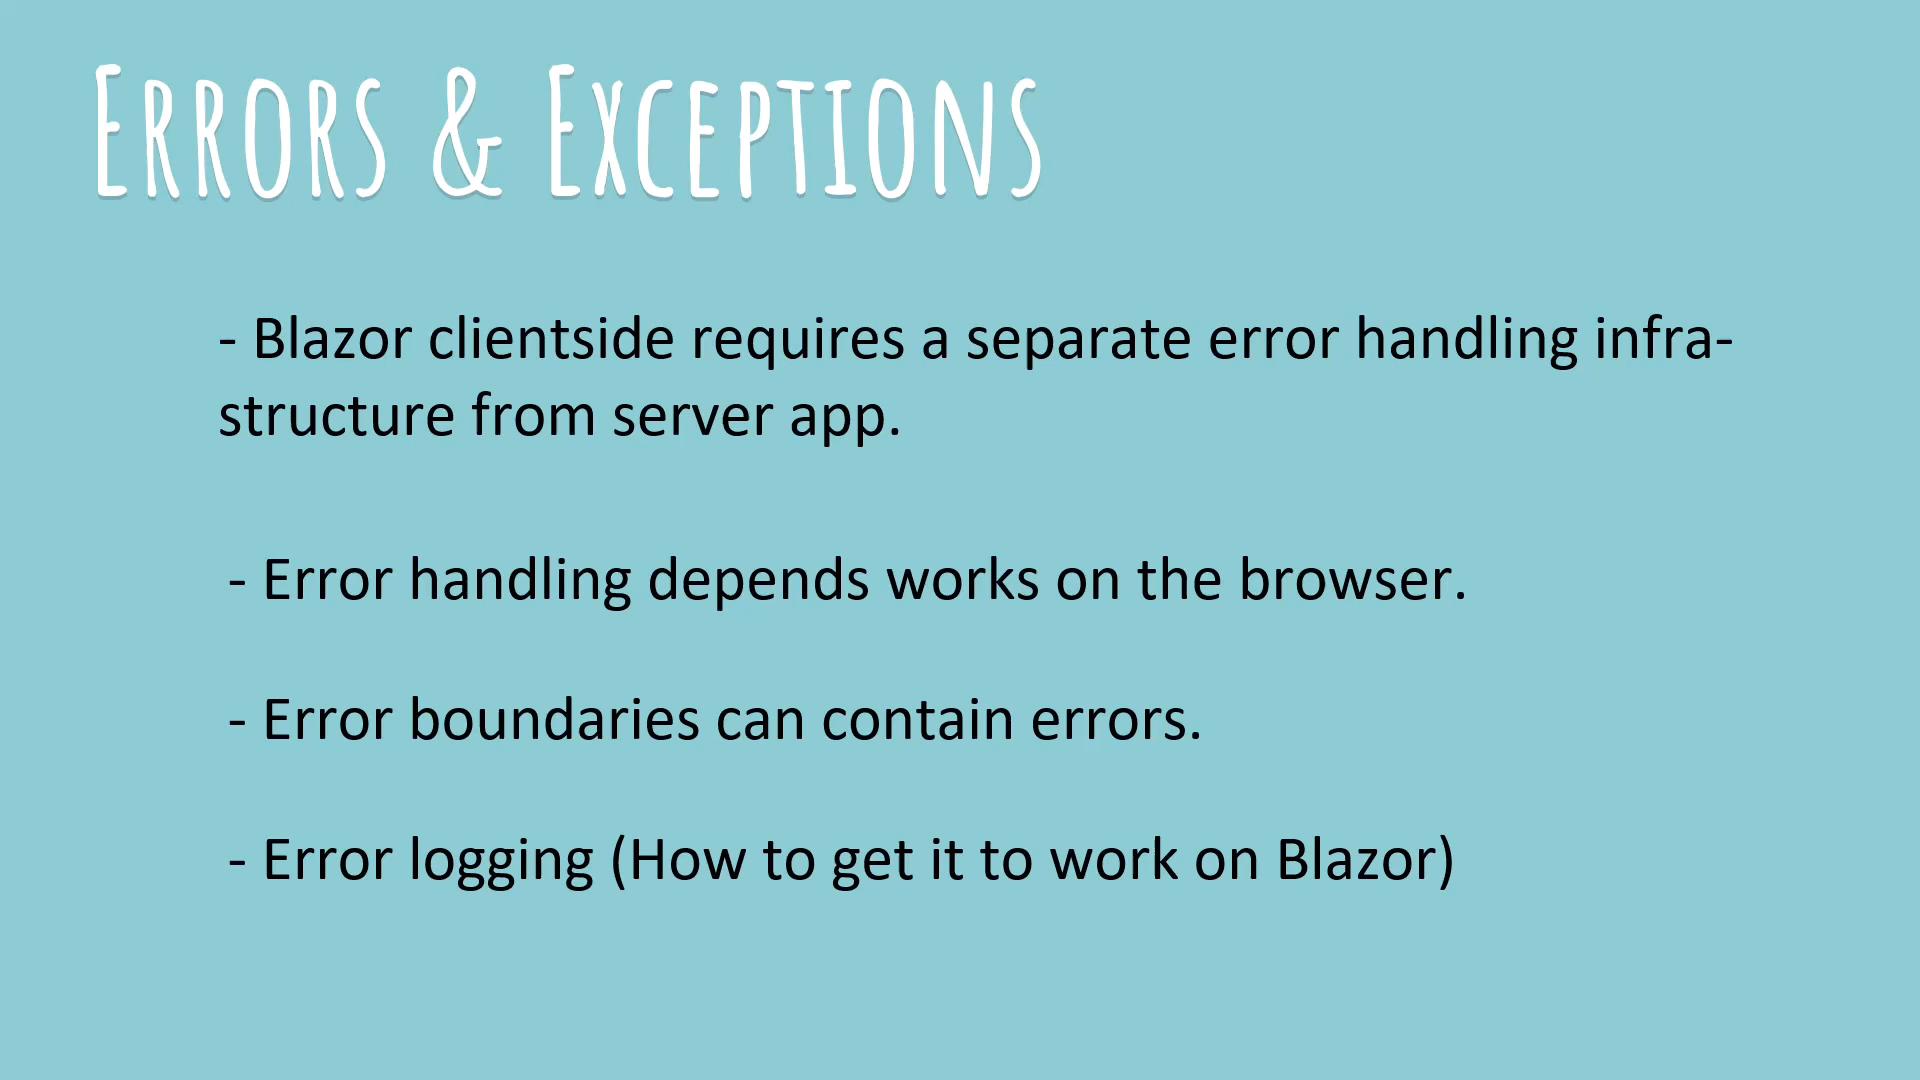 Errors & Exceptions
- Blazor clientside requires a separate error handling infra-
structure from server app.
- Error handling depends works on the browser.
- Error boundaries can contain errors.
- Error logging (How to get it to work on Blazor)